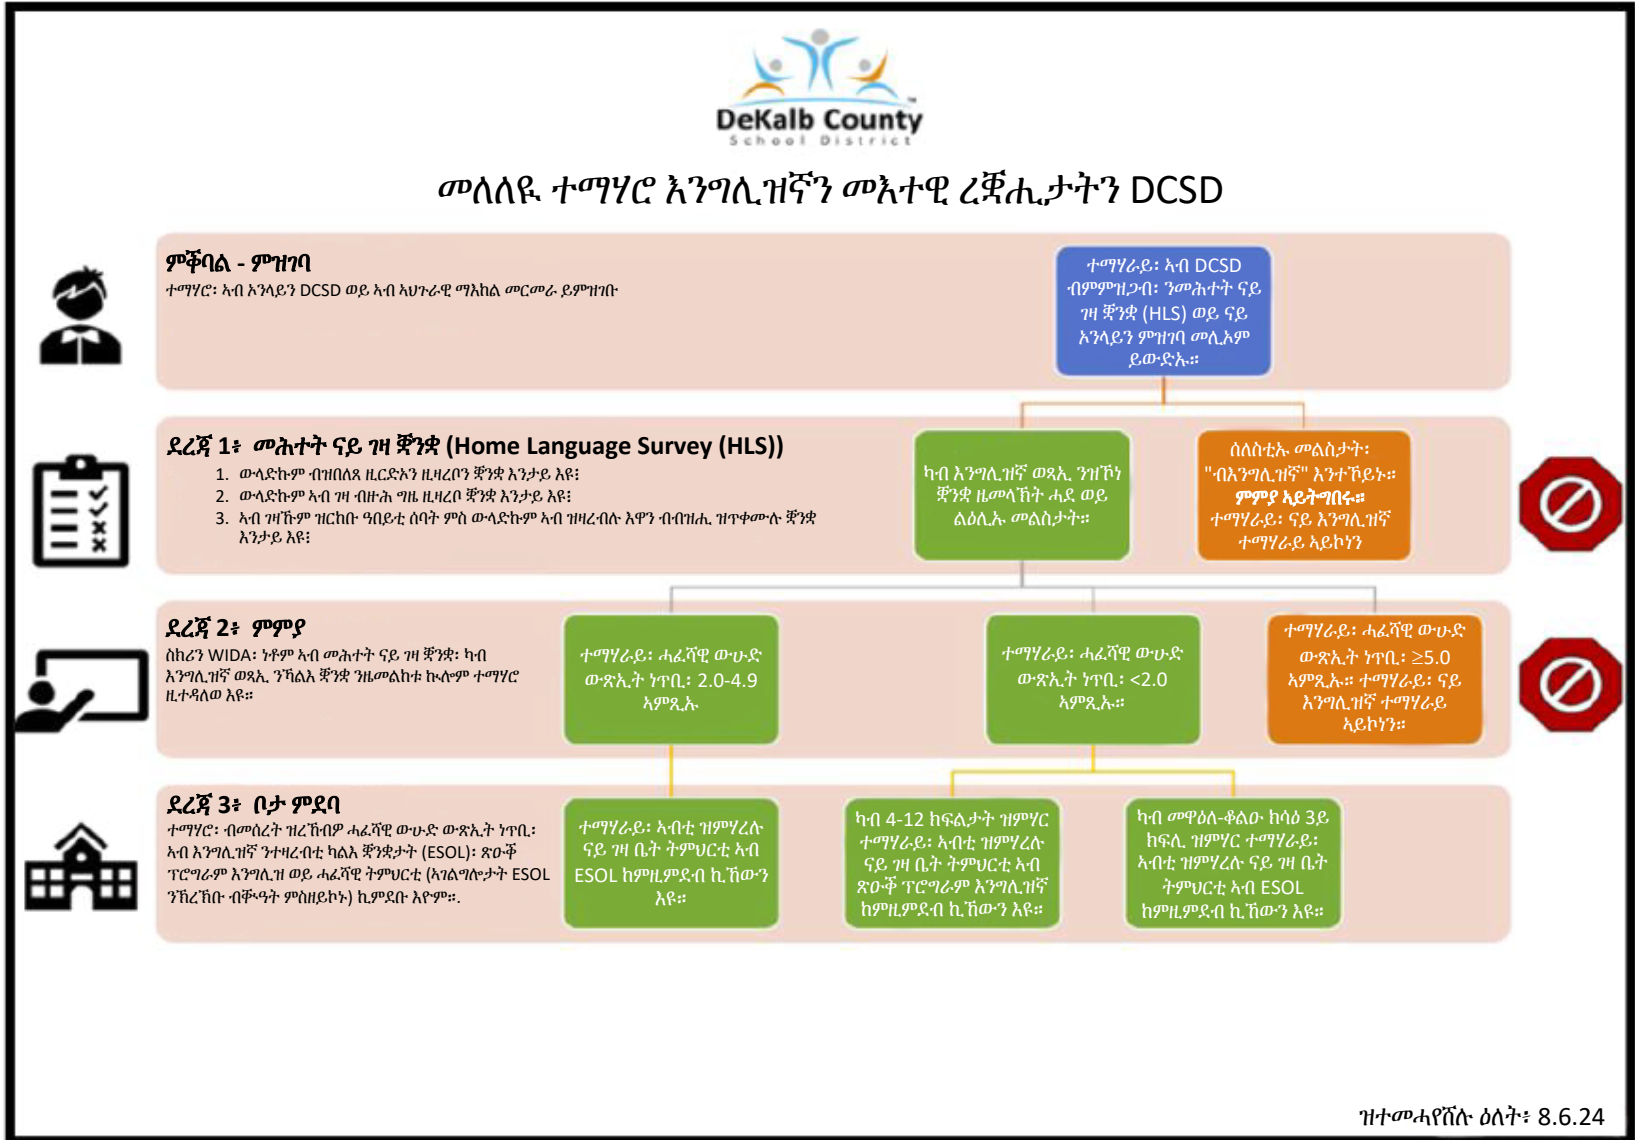 DeKalb County
School District
መለለዪ ተማሃሮ እንግሊዝኛን መእተዊ ረቛሒታትን DCSD
ምቕባል - ምዝገባ
ተማሃሮ፡ ኣብ ኦንላይን DCSD ወይ ኣብ ኣህጉራዊ ማእከል መርመራ ይምዝገቡ
ተማሃራይ፡ ኣብ DCSD
ብምምዝጋብ፡ ንመሕተት ናይ
ገዛ ቛንቋ (HLS) ወይ ናይ
ኦንላይን ምዝገባ መሊኦም
ይውድኡ።
ደረጃ 1፥ መሕተት ናይ ገዛ ቛንቋ (Home Language Survey (HLS))
1. ውላድኩም ብዝበለጸ ዚርድኦን ዚዛረቦን ቛንቋ እንታይ እዩ፧
2. ውላድኩም ኣብ ገዛ ብዙሕ ግዜ ዚዛረቦ ቛንቋ እንታይ እዩ፧
3. ኣብ ገዛኹም ዝርከቡ ዓበይቲ ሰባት ምስ ውላድኩም ኣብ ዝዛረብሉ እዋን ብብዝሒ ዝጥቀሙሉ ቛንቋ
እንታይ እዩ፧
ካብ እንግሊዝኛ ወጻኢ ንዝኾነ
ቛንቋ ዜመላኽት ሓደ ወይ
ልዕሊኡ መልስታት።
ሰለስቲኡ መልስታት፡
"ብእንግሊዝኛ" እንተኾይኑ።
ምምያ ኣይትግበሩ።
ተማሃራይ፡ ናይ እንግሊዝኛ
ተማሃራይ ኣይኮነን
ደረጃ 2፥ ምምያ
ስክሪን WIDA፡ ነቶም ኣብ መሕተት ናይ ገዛ ቛንቋ፡ ካብ
እንግሊዝኛ ወጻኢ ንኻልእ ቛንቋ ንዜመልከቱ ኩሎም ተማሃሮ
ዚተዳለወ እዩ።
ተማሃራይ፡ ሓፈሻዊ ውሁድ
ውጽኢት ነጥቢ፡ 2.0-4.9
ኣምጺኡ
ተማሃራይ፡ ሓፈሻዊ ውሁድ
ውጽኢት ነጥቢ፡ <2.0
ኣምጺኡ።
ተማሃራይ፡ ሓፈሻዊ ውሁድ
ውጽኢት ነጥቢ፡ ≥5.0
ኣምጺኡ። ተማሃራይ፡ ናይ
እንግሊዝኛ ተማሃራይ
ኣይኮነን።
ደረጃ 3፥ ቦታ ምደባ
ተማሃሮ፡ ብመሰረት ዝረኸብዎ ሓፈሻዊ ውሁድ ውጽኢት ነጥቢ፡
ኣብ እንግሊዝኛ ንተዛረብቲ ካልእ ቛንቋታት (ESOL)፡ ጽዑቕ
ፕሮግራም እንግሊዝ ወይ ሓፈሻዊ ትምህርቲ (ኣገልግሎታት ESOL
ንኽረኽቡ ብቑዓት ምስዘይኮኑ) ኪምደቡ እዮም።.
ተማሃራይ፡ ኣብቲ ዝምሃረሉ
ናይ ገዛ ቤት ትምህርቲ ኣብ
ESOL ከምዚምደብ ኪኸውን
እዩ።
ካብ 4-12 ክፍልታት ዝምሃር
ተማሃራይ፡ ኣብቲ ዝምሃረሉ
ናይ ገዛ ቤት ትምህርቲ ኣብ
ጽዑቕ ፕሮግራም እንግሊዝኛ
ከምዚምደብ ኪኸውን እዩ።
ካብ መዋዕለ-ቆልዑ ክሳዕ 3ይ
ክፍሊ ዝምሃር ተማሃራይ፡
ኣብቲ ዝምሃረሉ ናይ ገዛ ቤት
ትምህርቲ ኣብ ESOL
ከምዚምደብ ኪኸውን እዩ።
ዝተመሓየሸሉ ዕለት፥ 8.6.24